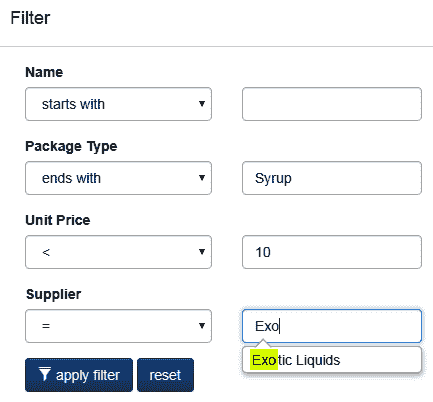 Filter
Name
starts with
Package Type
ends with Syrup
Unit Price
< 10
Supplier
= Exo
Exotic Liquids
apply filter reset